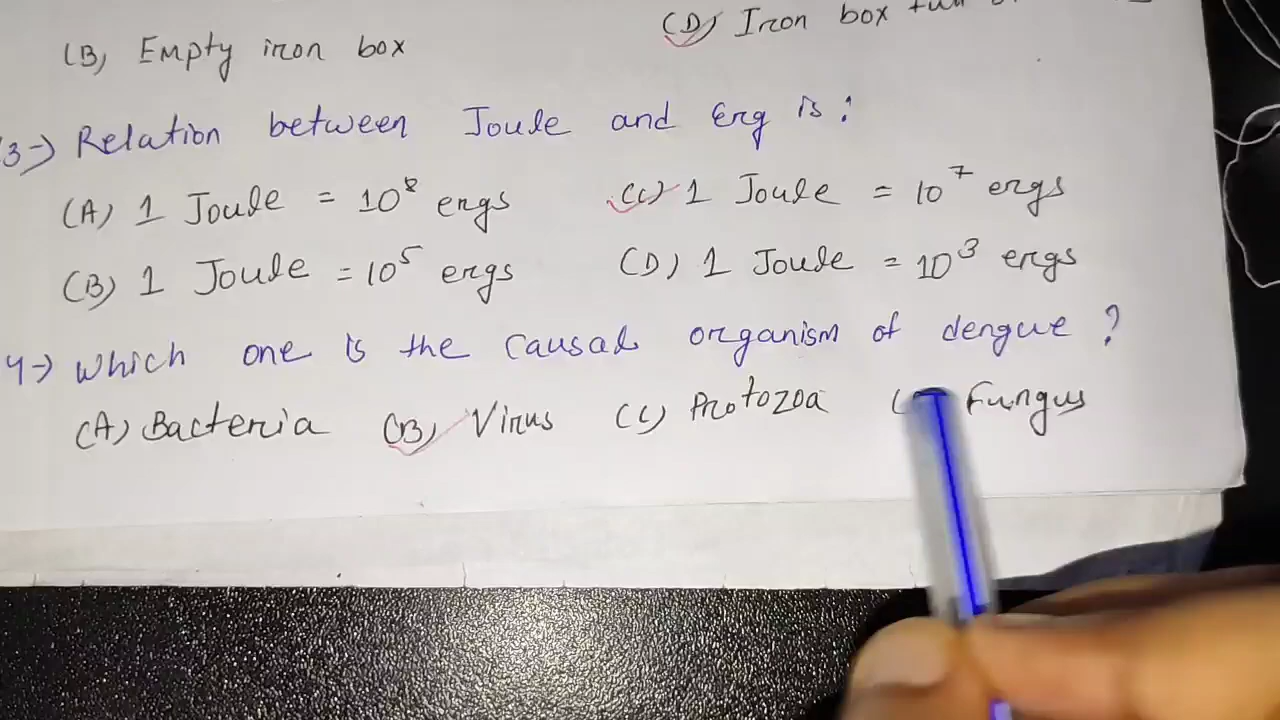 (B) Empty iron box (D) Iron box full
3→ Relation between Joule and Erg is:
(A) 1 Joule = 10⁸ ergs (C) 1 Joule = 10⁷ ergs
(B) 1 Joule = 10⁵ ergs (D) 1 Joule = 10³ ergs
4→ Which one is the causal organism of dengue ?
(A) Bacteria (B) Virus (C) Protozoa ( Fungus